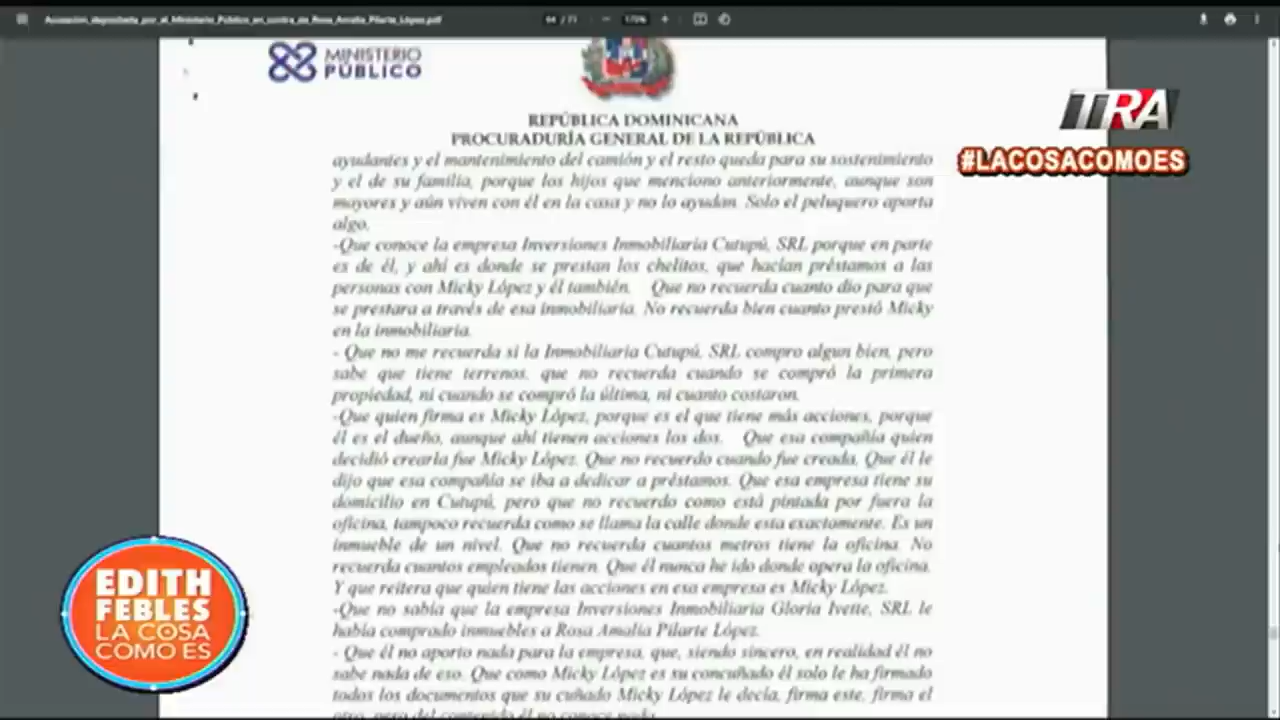 Acusacion_depositada_por_el_Ministerio_Publico_en_contra_de_Rosa_Amalia_Pilarte_López.pdf
170%
MINISTERIO
PÚBLICO
REPÚBLICA DOMINICANA
PROCURADURÍA GENERAL DE LA REPÚBLICA
TRA
#LACOSACOMOES
ayudantes y el mantenimiento del camión y el resto queda para su sostenimiento
y el de su familia, porque los hijos que menciono anteriormente, aunque son
mayores y aún viven con él en la casa y no lo ayudan. Solo el peluquero aporta
algo.
-Que conoce la empresa Inversiones Inmobiliaria Cutupú, SRL porque en parte
es de él, y ahí es donde se prestan los chelitos, que hacían préstamos a las
personas con Micky López y él también. Que no recuerda cuanto dio para que
se prestara a través de esa inmobiliaria. No recuerda bien cuanto prestó Micky
en la inmobiliaria.
- Que no me recuerda si la Inmobiliaria Cutupú, SRL compro algun bien, pero
sabe que tiene terrenos, que no recuerda cuando se compró la primera
propiedad, ni cuando se compró la última, ni cuanto costaron.
-Que quien firma es Micky López, porque es el que tiene más acciones, porque
él es el dueño, aunque ahí tienen acciones los dos. Que esa compañía quien
decidió crearla fue Micky López. Que no recuerdo cuando fue creada. Que él le
dijo que esa compañía se iba a dedicar a préstamos. Que esa empresa tiene su
domicilio en Cutupú, pero que no recuerdo como está pintada por fuera la
oficina, tampoco recuerda como se llama la calle donde esta exactamente. Es un
inmueble de un nivel. Que no recuerda cuantos metros tiene la oficina. No
recuerda cuantos empleados tienen. Que él nunca he ido donde opera la oficina.
Y que reitera que quien tiene las acciones en esa empresa es Micky López.
-Que no sabía que la empresa Inversiones Inmobiliaria Gloria Ivette, SRL le
había comprado inmuebles a Rosa Amalia Pilarte López.
- Que él no aporto nada para la empresa, que, siendo sincero, en realidad él no
sabe nada de eso. Que como Micky López es su concuñado él solo le ha firmado
todos los documentos que su cuñado Micky López le decía, firma este, firma el
otro, pero del contenido él no conoce nada
EDITH
FEBLES
LA COSA
COMO ES